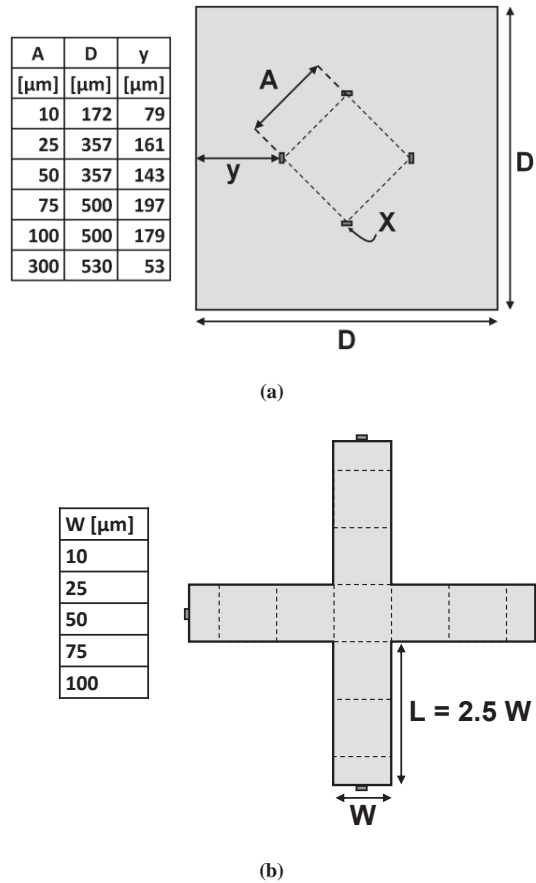 A D y
[µm] [µm] [µm]
10 172 79
25 357 161
50 357 143
75 500 197
100 500 179
300 530 53
A
y
X
D
D
(a)
W [µm]
10
25
50
75
100
L = 2.5 W
W
(b)